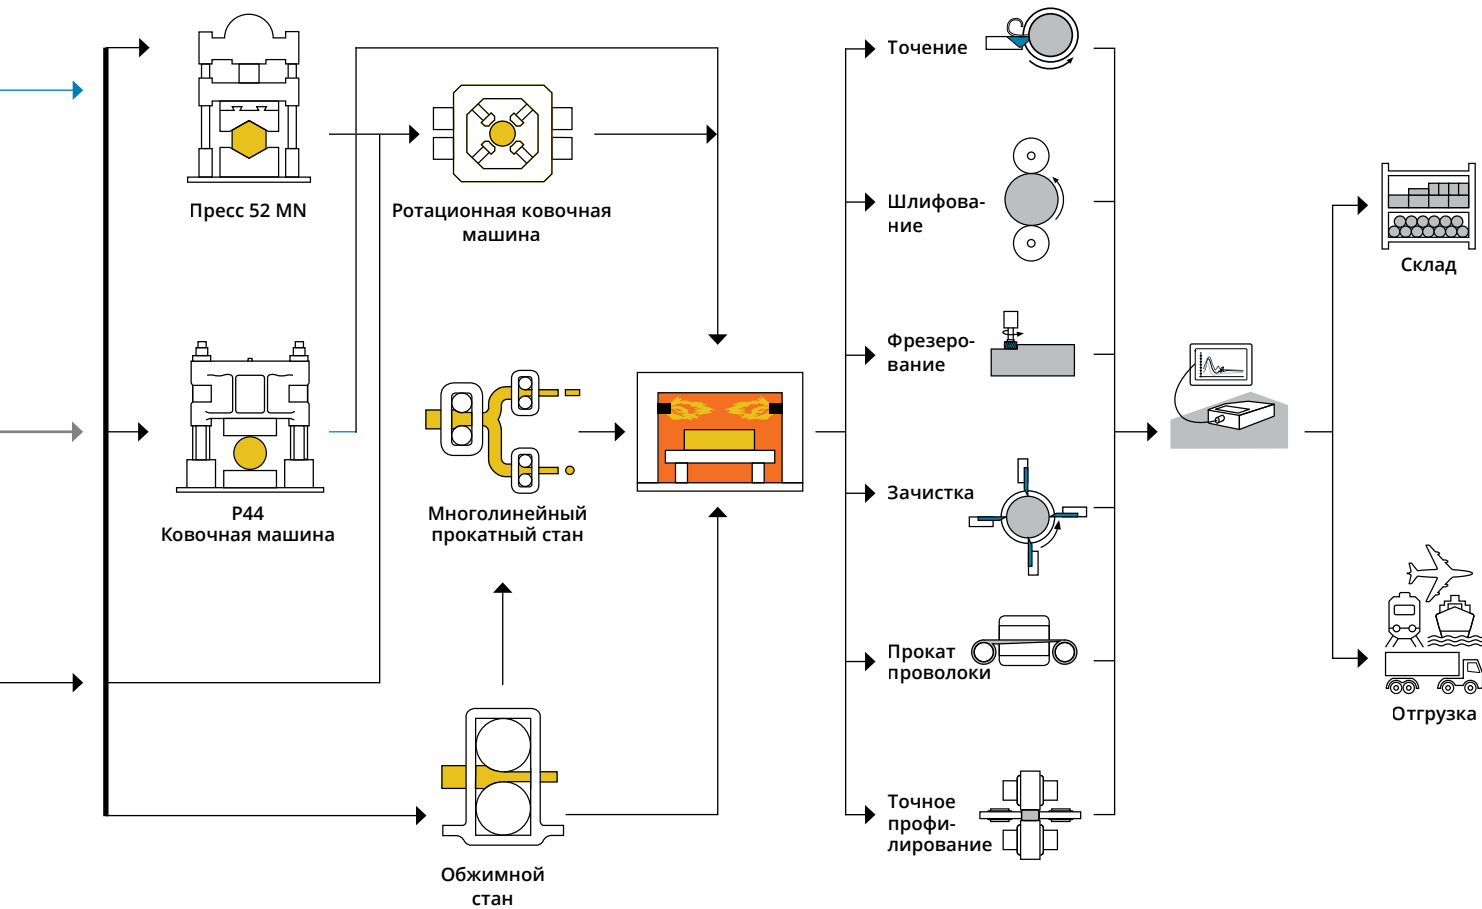 Пресс 52 MN
Ротационная ковочная
машина
P44
Ковочная машина
Многолинейный
прокатный стан
Обжимной
стан
Точение
Шлифова-
ние
Фрезеро-
вание
Зачистка
Прокат
проволоки
Точное
профи-
лирование
Склад
Отгрузка